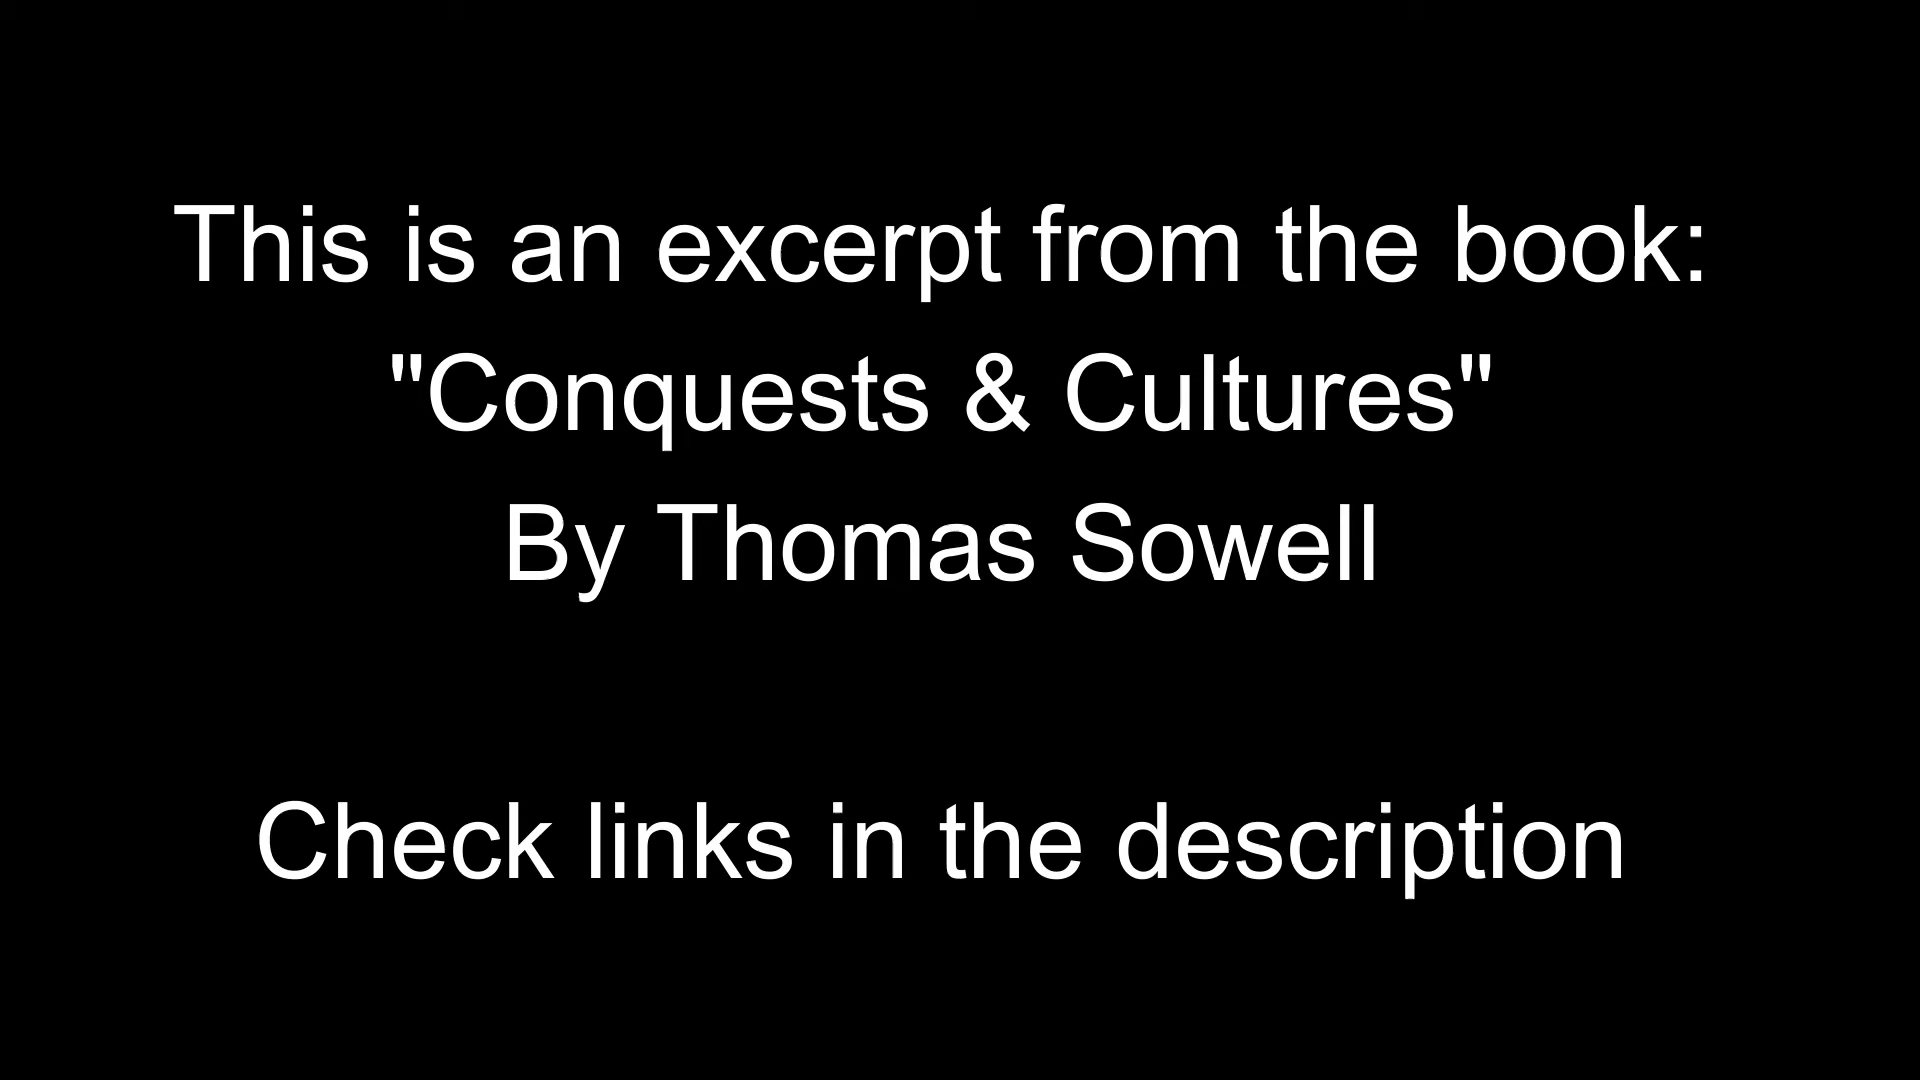 This is an excerpt from the book:
"Conquests & Cultures"
By Thomas Sowell
Check links in the description